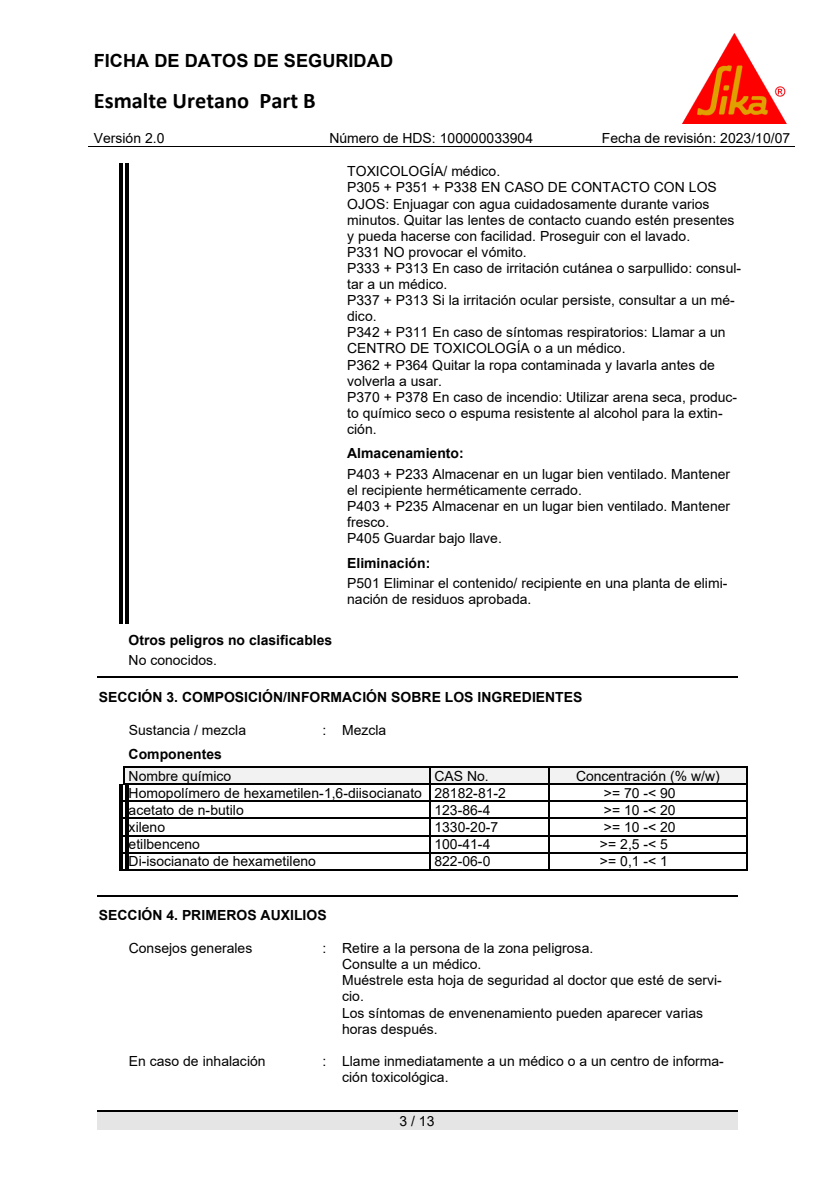 FICHA DE DATOS DE SEGURIDAD
Esmalte Uretano Part B
Sika®
Versión 2.0 Número de HDS: 100000033904 Fecha de revisión: 2023/10/07
TOXICOLOGÍA/ médico.
P305 + P351 + P338 EN CASO DE CONTACTO CON LOS
OJOS: Enjuagar con agua cuidadosamente durante varios
minutos. Quitar las lentes de contacto cuando estén presentes
y pueda hacerse con facilidad. Proseguir con el lavado.
P331 NO provocar el vómito.
P333 + P313 En caso de irritación cutánea o sarpullido: consul-
tar a un médico.
P337 + P313 Si la irritación ocular persiste, consultar a un mé-
dico.
P342 + P311 En caso de síntomas respiratorios: Llamar a un
CENTRO DE TOXICOLOGÍA o a un médico.
P362 + P364 Quitar la ropa contaminada y lavarla antes de
volverla a usar.
P370 + P378 En caso de incendio: Utilizar arena seca, produc-
to químico seco o espuma resistente al alcohol para la extin-
ción.
Almacenamiento:
P403 + P233 Almacenar en un lugar bien ventilado. Mantener
el recipiente herméticamente cerrado.
P403 + P235 Almacenar en un lugar bien ventilado. Mantener
fresco.
P405 Guardar bajo llave.
Eliminación:
P501 Eliminar el contenido/ recipiente en una planta de elimi-
nación de residuos aprobada.
Otros peligros no clasificables
No conocidos.
SECCIÓN 3. COMPOSICIÓN/INFORMACIÓN SOBRE LOS INGREDIENTES
Sustancia / mezcla : Mezcla
Componentes
Nombre químico CAS No. Concentración (% w/w)
Homopolímero de hexametilen-1,6-diisocianato 28182-81-2 >= 70 -< 90
acetato de n-butilo 123-86-4 >= 10 -< 20
xileno 1330-20-7 >= 10 -< 20
etilbenceno 100-41-4 >= 2,5 -< 5
Di-isocianato de hexametileno 822-06-0 >= 0,1 -< 1
SECCIÓN 4. PRIMEROS AUXILIOS
Consejos generales : Retire a la persona de la zona peligrosa.
Consulte a un médico.
Muéstrele esta hoja de seguridad al doctor que esté de servi-
cio.
Los síntomas de envenenamiento pueden aparecer varias
horas después.
En caso de inhalación : Llame inmediatamente a un médico o a un centro de informa-
ción toxicológica.
3 / 13